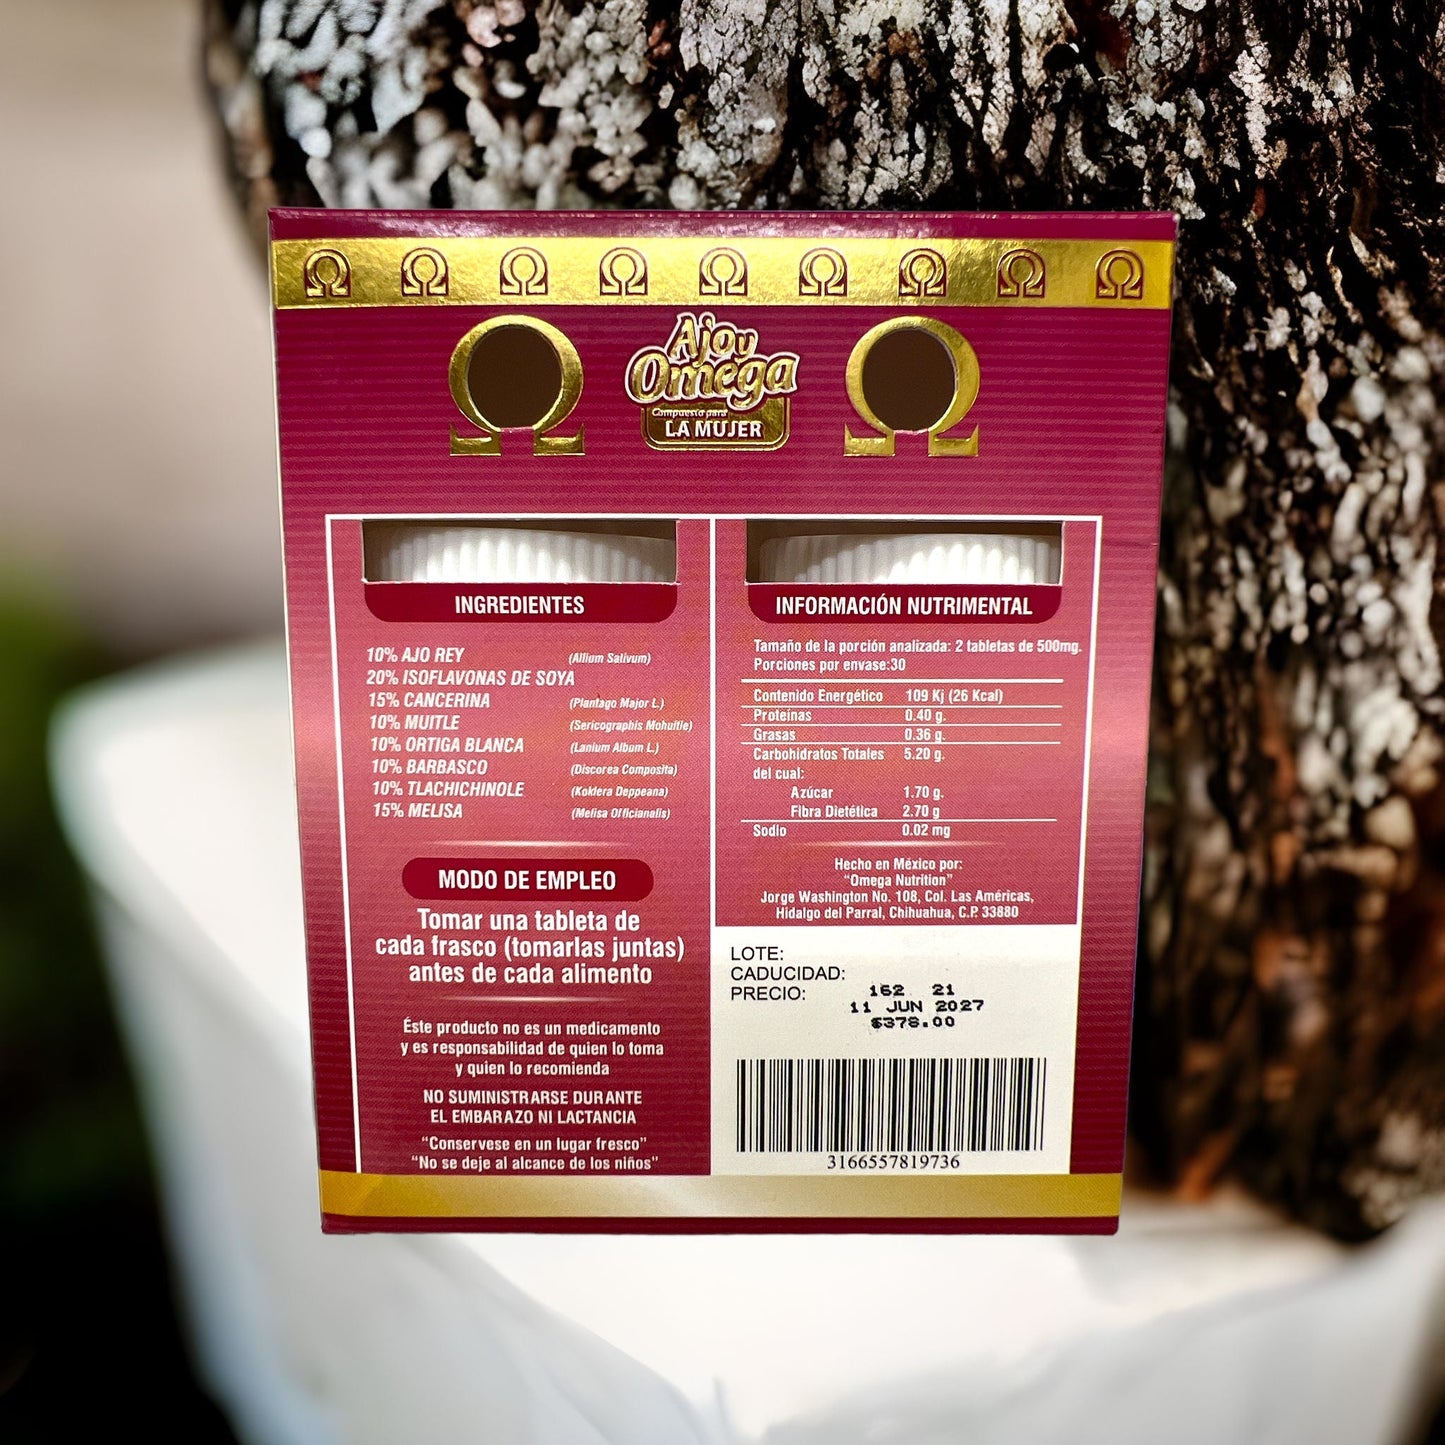 Ω Ω Ω Ω Ω Ω Ω Ω Ω
Ajo y
Omega
Compuesto para
LA MUJER
INGREDIENTES
10% AJO REY (Allium Sativum)
20% ISOFLAVONAS DE SOYA
15% CANCERINA (Plantago Major L.)
10% MUITLE (Sericographis Mohuitle)
10% ORTIGA BLANCA (Lanium Album L.)
10% BARBASCO (Discorea Composita)
10% TLACHICHINOLE (Koklera Deppeana)
15% MELISA (Melisa Officianalis)
MODO DE EMPLEO
Tomar una tableta de
cada frasco (tomarlas juntas)
antes de cada alimento
Éste producto no es un medicamento
y es responsabilidad de quien lo toma
y quien lo recomienda
NO SUMINISTRARSE DURANTE
EL EMBARAZO NI LACTANCIA
"Conservese en un lugar fresco"
"No se deje al alcance de los niños"
INFORMACIÓN NUTRIMENTAL
Tamaño de la porción analizada: 2 tabletas de 500mg.
Porciones por envase:30
Contenido Energético 109 Kj (26 Kcal)
Proteínas 0.40 g.
Grasas 0.36 g.
Carbohidratos Totales 5.20 g.
del cual:
Azúcar 1.70 g.
Fibra Dietética 2.70 g
Sodio 0.02 mg
Hecho en México por:
"Omega Nutrition"
Jorge Washington No. 108, Col. Las Américas,
Hidalgo del Parral, Chihuahua, C.P. 33880
LOTE:
CADUCIDAD:
PRECIO:
162 21
11 JUN 2027
$378.00
3166557819736